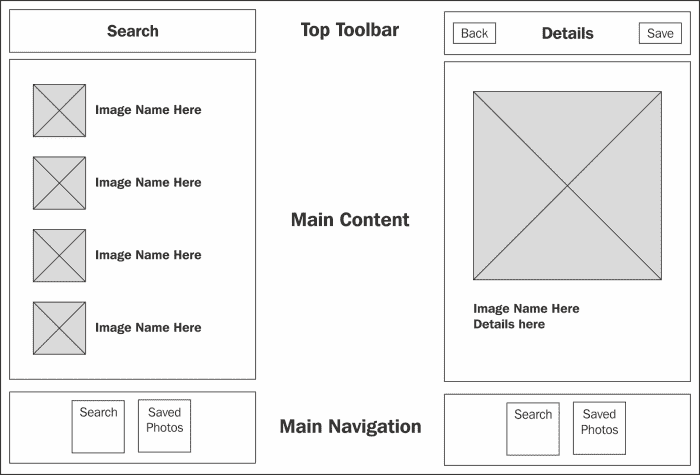 Search
Image Name Here
Image Name Here
Image Name Here
Image Name Here
Search
Saved
Photos
Top Toolbar
Main Content
Main Navigation
Back
Details
Save
Image Name Here
Details here
Search
Saved
Photos